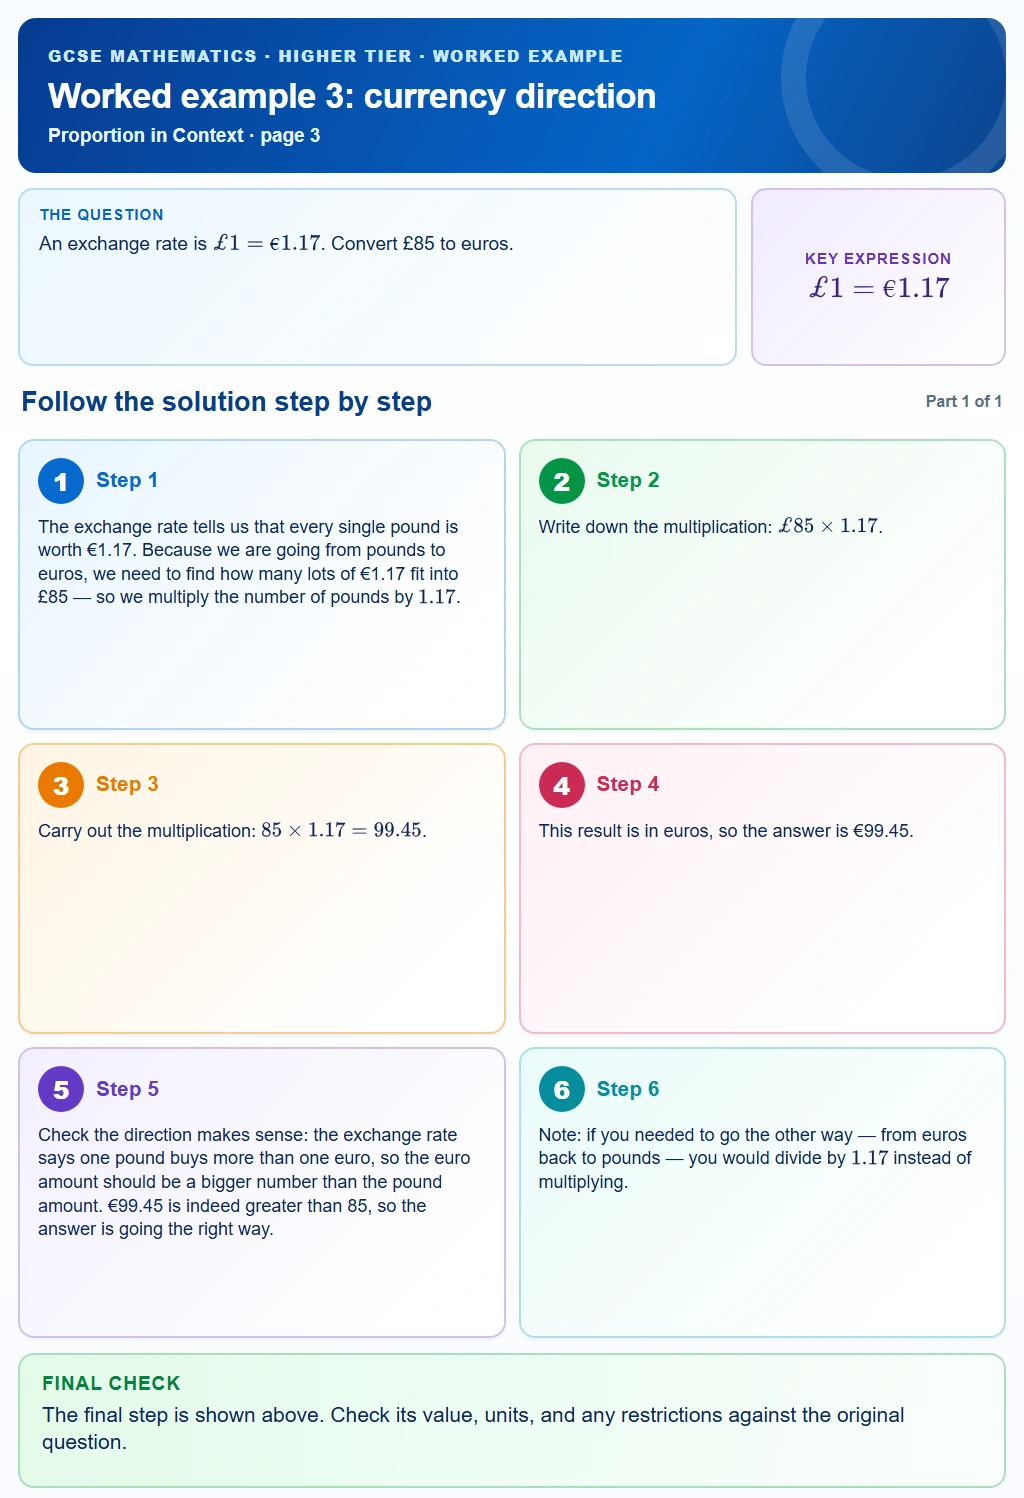 GCSE MATHEMATICS · HIGHER TIER · WORKED EXAMPLE
Worked example 3: currency direction
Proportion in Context · page 3
THE QUESTION
An exchange rate is £1 = €1.17. Convert £85 to euros.
KEY EXPRESSION
£1 = €1.17
Follow the solution step by step
Part 1 of 1
1 Step 1
The exchange rate tells us that every single pound is
worth €1.17. Because we are going from pounds to
euros, we need to find how many lots of €1.17 fit into
£85 — so we multiply the number of pounds by 1.17.
2 Step 2
Write down the multiplication: £85 × 1.17.
3 Step 3
Carry out the multiplication: 85 × 1.17 = 99.45.
4 Step 4
This result is in euros, so the answer is €99.45.
5 Step 5
Check the direction makes sense: the exchange rate
says one pound buys more than one euro, so the euro
amount should be a bigger number than the pound
amount. €99.45 is indeed greater than 85, so the
answer is going the right way.
6 Step 6
Note: if you needed to go the other way — from euros
back to pounds — you would divide by 1.17 instead of
multiplying.
FINAL CHECK
The final step is shown above. Check its value, units, and any restrictions against the original
question.